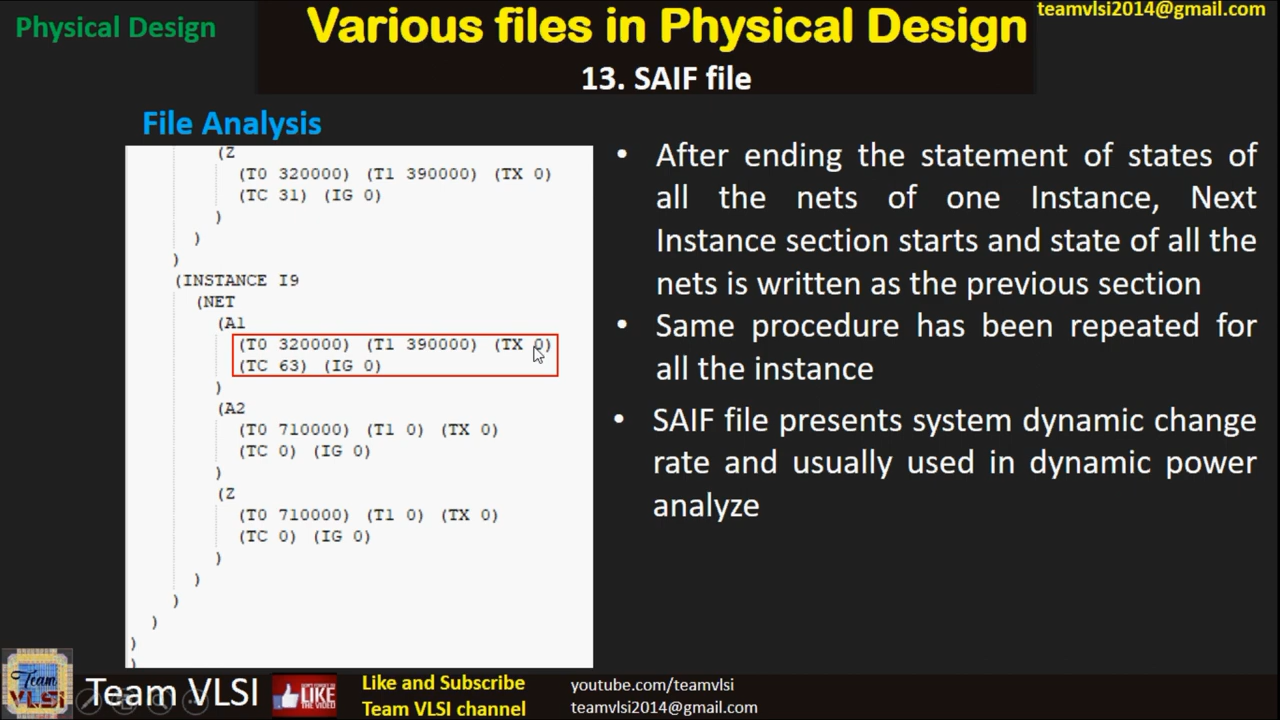 Physical Design
Various files in Physical Design
teamvlsi2014@gmail.com
13. SAIF file
File Analysis
(Z
(T0 320000) (T1 390000) (TX 0)
(TC 31) (IG 0)
)
)
)
(INSTANCE I9
(NET
(A1
(T0 320000) (T1 390000) (TX 0)
(TC 63) (IG 0)
)
(A2
(T0 710000) (T1 0) (TX 0)
(TC 0) (IG 0)
)
(Z
(T0 710000) (T1 0) (TX 0)
(TC 0) (IG 0)
)
)
)
)
)
)
• After ending the statement of states of
all the nets of one Instance, Next
Instance section starts and state of all the
nets is written as the previous section
• Same procedure has been repeated for
all the instance
• SAIF file presents system dynamic change
rate and usually used in dynamic power
analyze
Team
VLSI
Team VLSI
LIKE
THE VIDEO
Like and Subscribe
Team VLSI channel
youtube.com/teamvlsi
teamvlsi2014@gmail.com